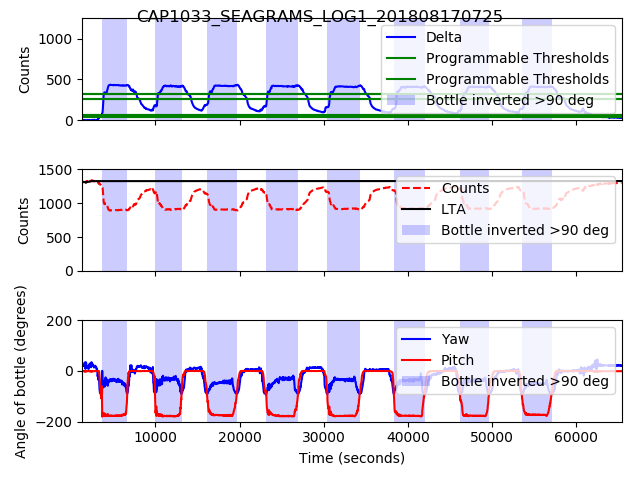 CAP1033_SEAGRAMS_LOG1_201808170725
1000
500
0
Counts
Delta
Programmable Thresholds
Programmable Thresholds
Bottle inverted >90 deg
1500
1000
500
0
Counts
Counts
LTA
Bottle inverted >90 deg
200
0
−200
Angle of bottle (degrees)
Yaw
Pitch
Bottle inverted >90 deg
10000 20000 30000 40000 50000 60000
Time (seconds)